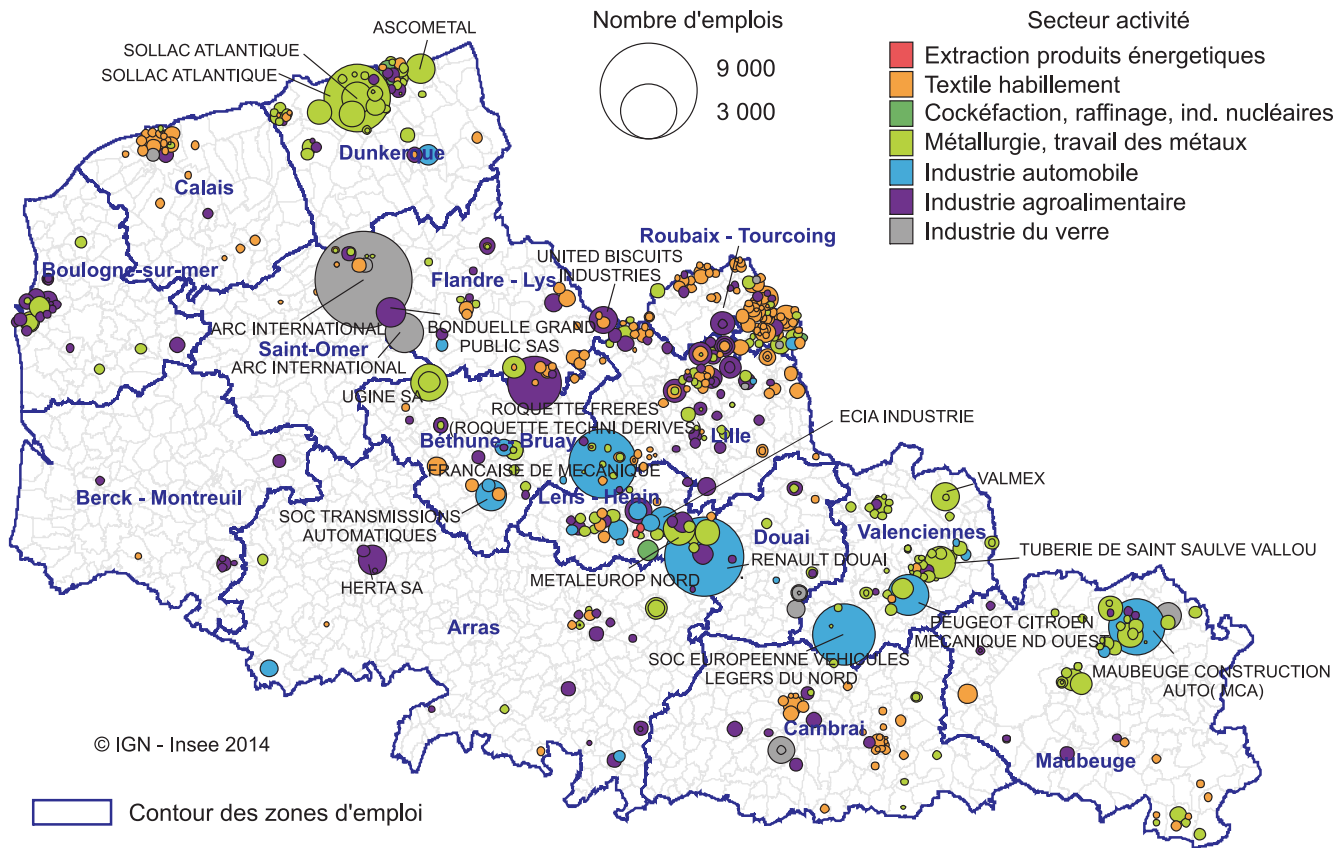 Nombre d'emplois
9 000
3 000
Secteur activité
Extraction produits énergetiques
Textile habillement
Cockéfaction, raffinage, ind. nucléaires
Métallurgie, travail des métaux
Industrie automobile
Industrie agroalimentaire
Industrie du verre
ASCOMETAL
SOLLAC ATLANTIQUE
SOLLAC ATLANTIQUE
Dunkerque
Calais
Boulogne-sur-mer
Roubaix - Tourcoing
UNITED BISCUITS
INDUSTRIES
Flandre - Lys
ARC INTERNATIONAL
BONDUELLE GRAND
PUBLIC SAS
Saint-Omer
ARC INTERNATIONAL
UGINE SA
ROQUETTE FRERES
(ROQUETTE TECHNI DERIVES)
ECIA INDUSTRIE
Lille
Béthune - Bruay
FRANCAISE DE MECANIQUE
Berck - Montreuil
Lens - Hénin
VALMEX
SOC TRANSMISSIONS
AUTOMATIQUES
Douai
Valenciennes
TUBERIE DE SAINT SAULVE VALLOU
HERTA SA
METALEUROP NORD
RENAULT DOUAI
Arras
PEUGEOT CITROEN
MECANIQUE ND OUEST
SOC EUROPEENNE VEHICULES
LEGERS DU NORD
MAUBEUGE CONSTRUCTION
AUTO( MCA)
Cambrai
Maubeuge
© IGN - Insee 2014
Contour des zones d'emploi